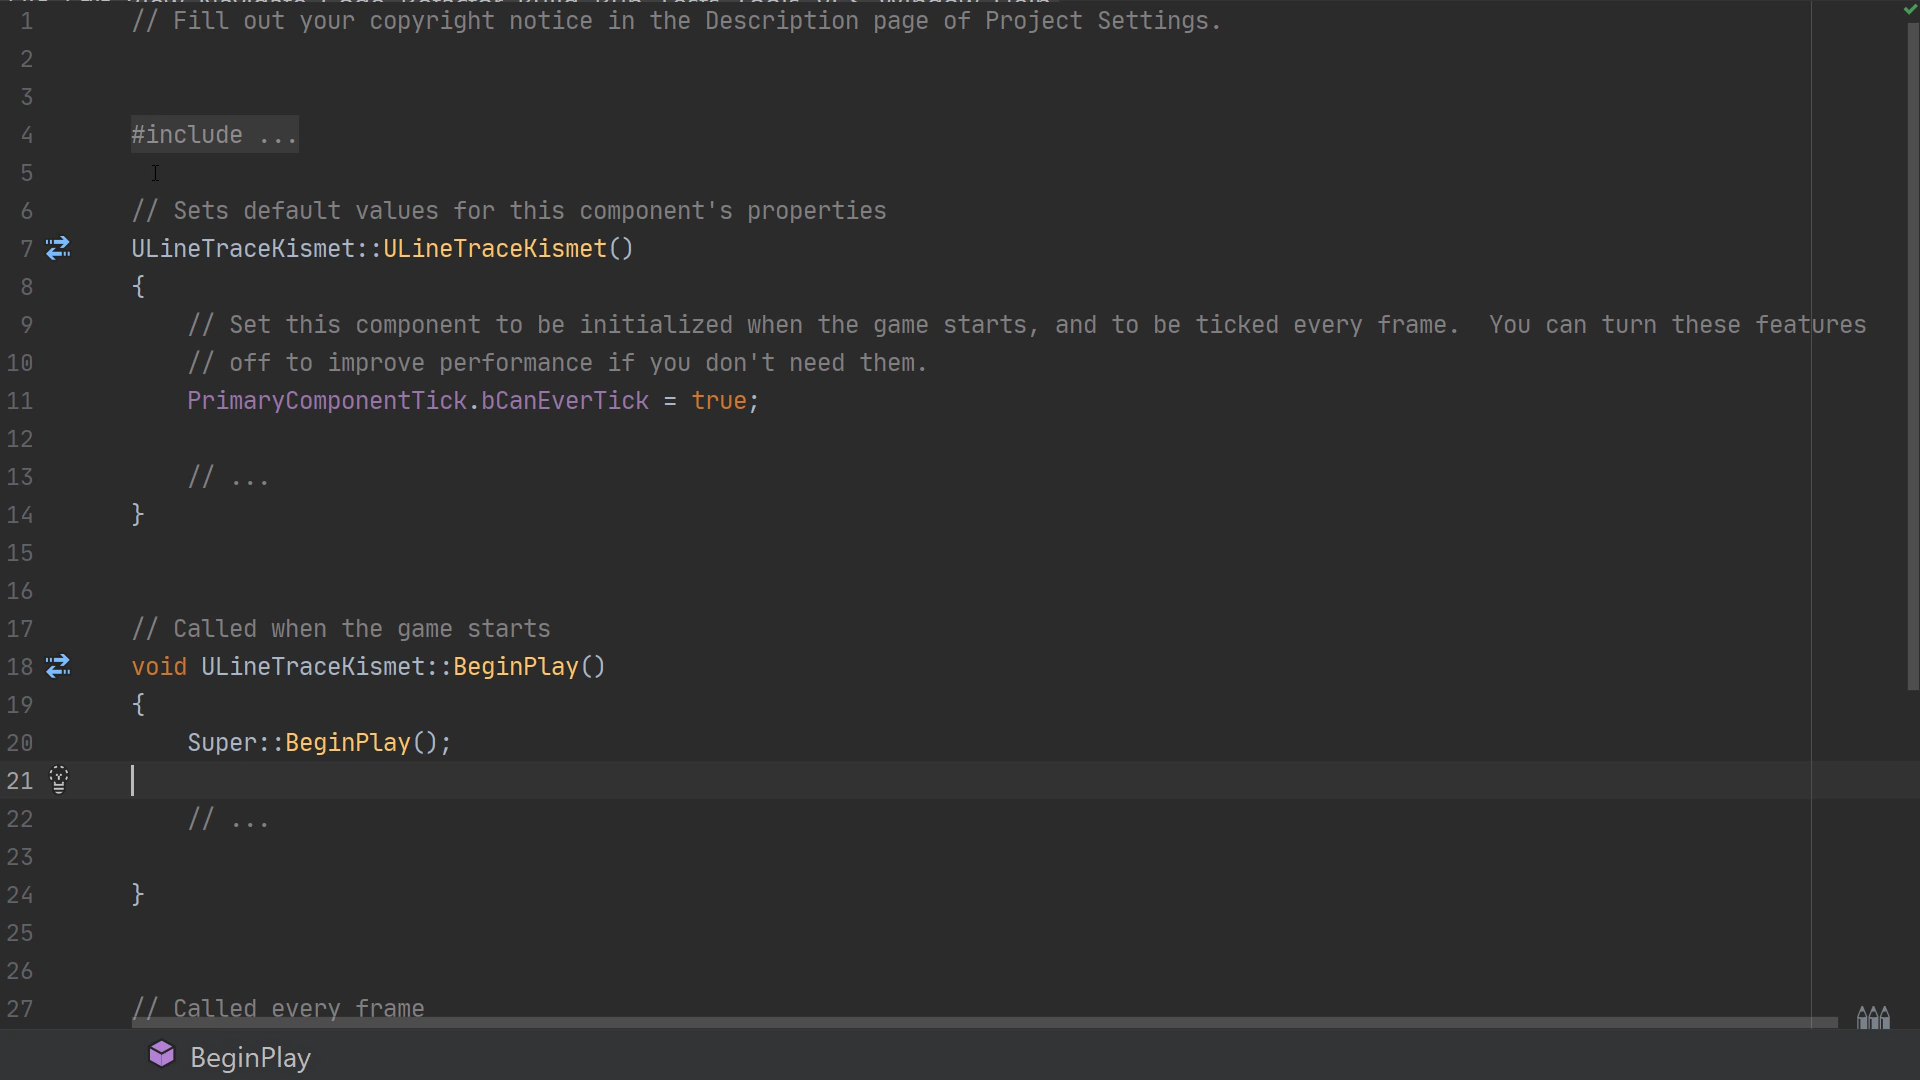 1 // Fill out your copyright notice in the Description page of Project Settings.
2
3
4 #include ...
5
6 // Sets default values for this component's properties
7 ULineTraceKismet::ULineTraceKismet()
8 {
9 // Set this component to be initialized when the game starts, and to be ticked every frame.  You can turn these features
10 // off to improve performance if you don't need them.
11 PrimaryComponentTick.bCanEverTick = true;
12
13 // ...
14 }
15
16
17 // Called when the game starts
18 void ULineTraceKismet::BeginPlay()
19 {
20 Super::BeginPlay();
21
22 // ...
23
24 }
25
26
27 // Called every frame
BeginPlay